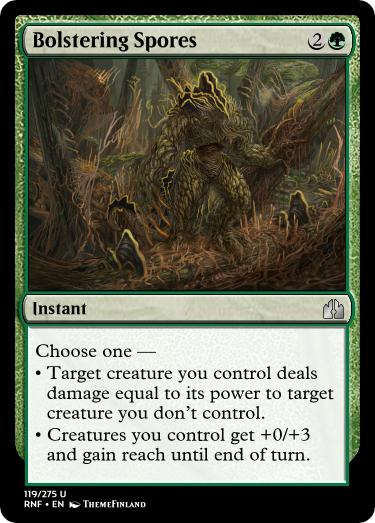 Bolstering Spores 2
Instant
Choose one —
• Target creature you control deals
damage equal to its power to target
creature you don't control.
• Creatures you control get +0/+3
and gain reach until end of turn.
119/275 U
RNF • EN ThemeFinland